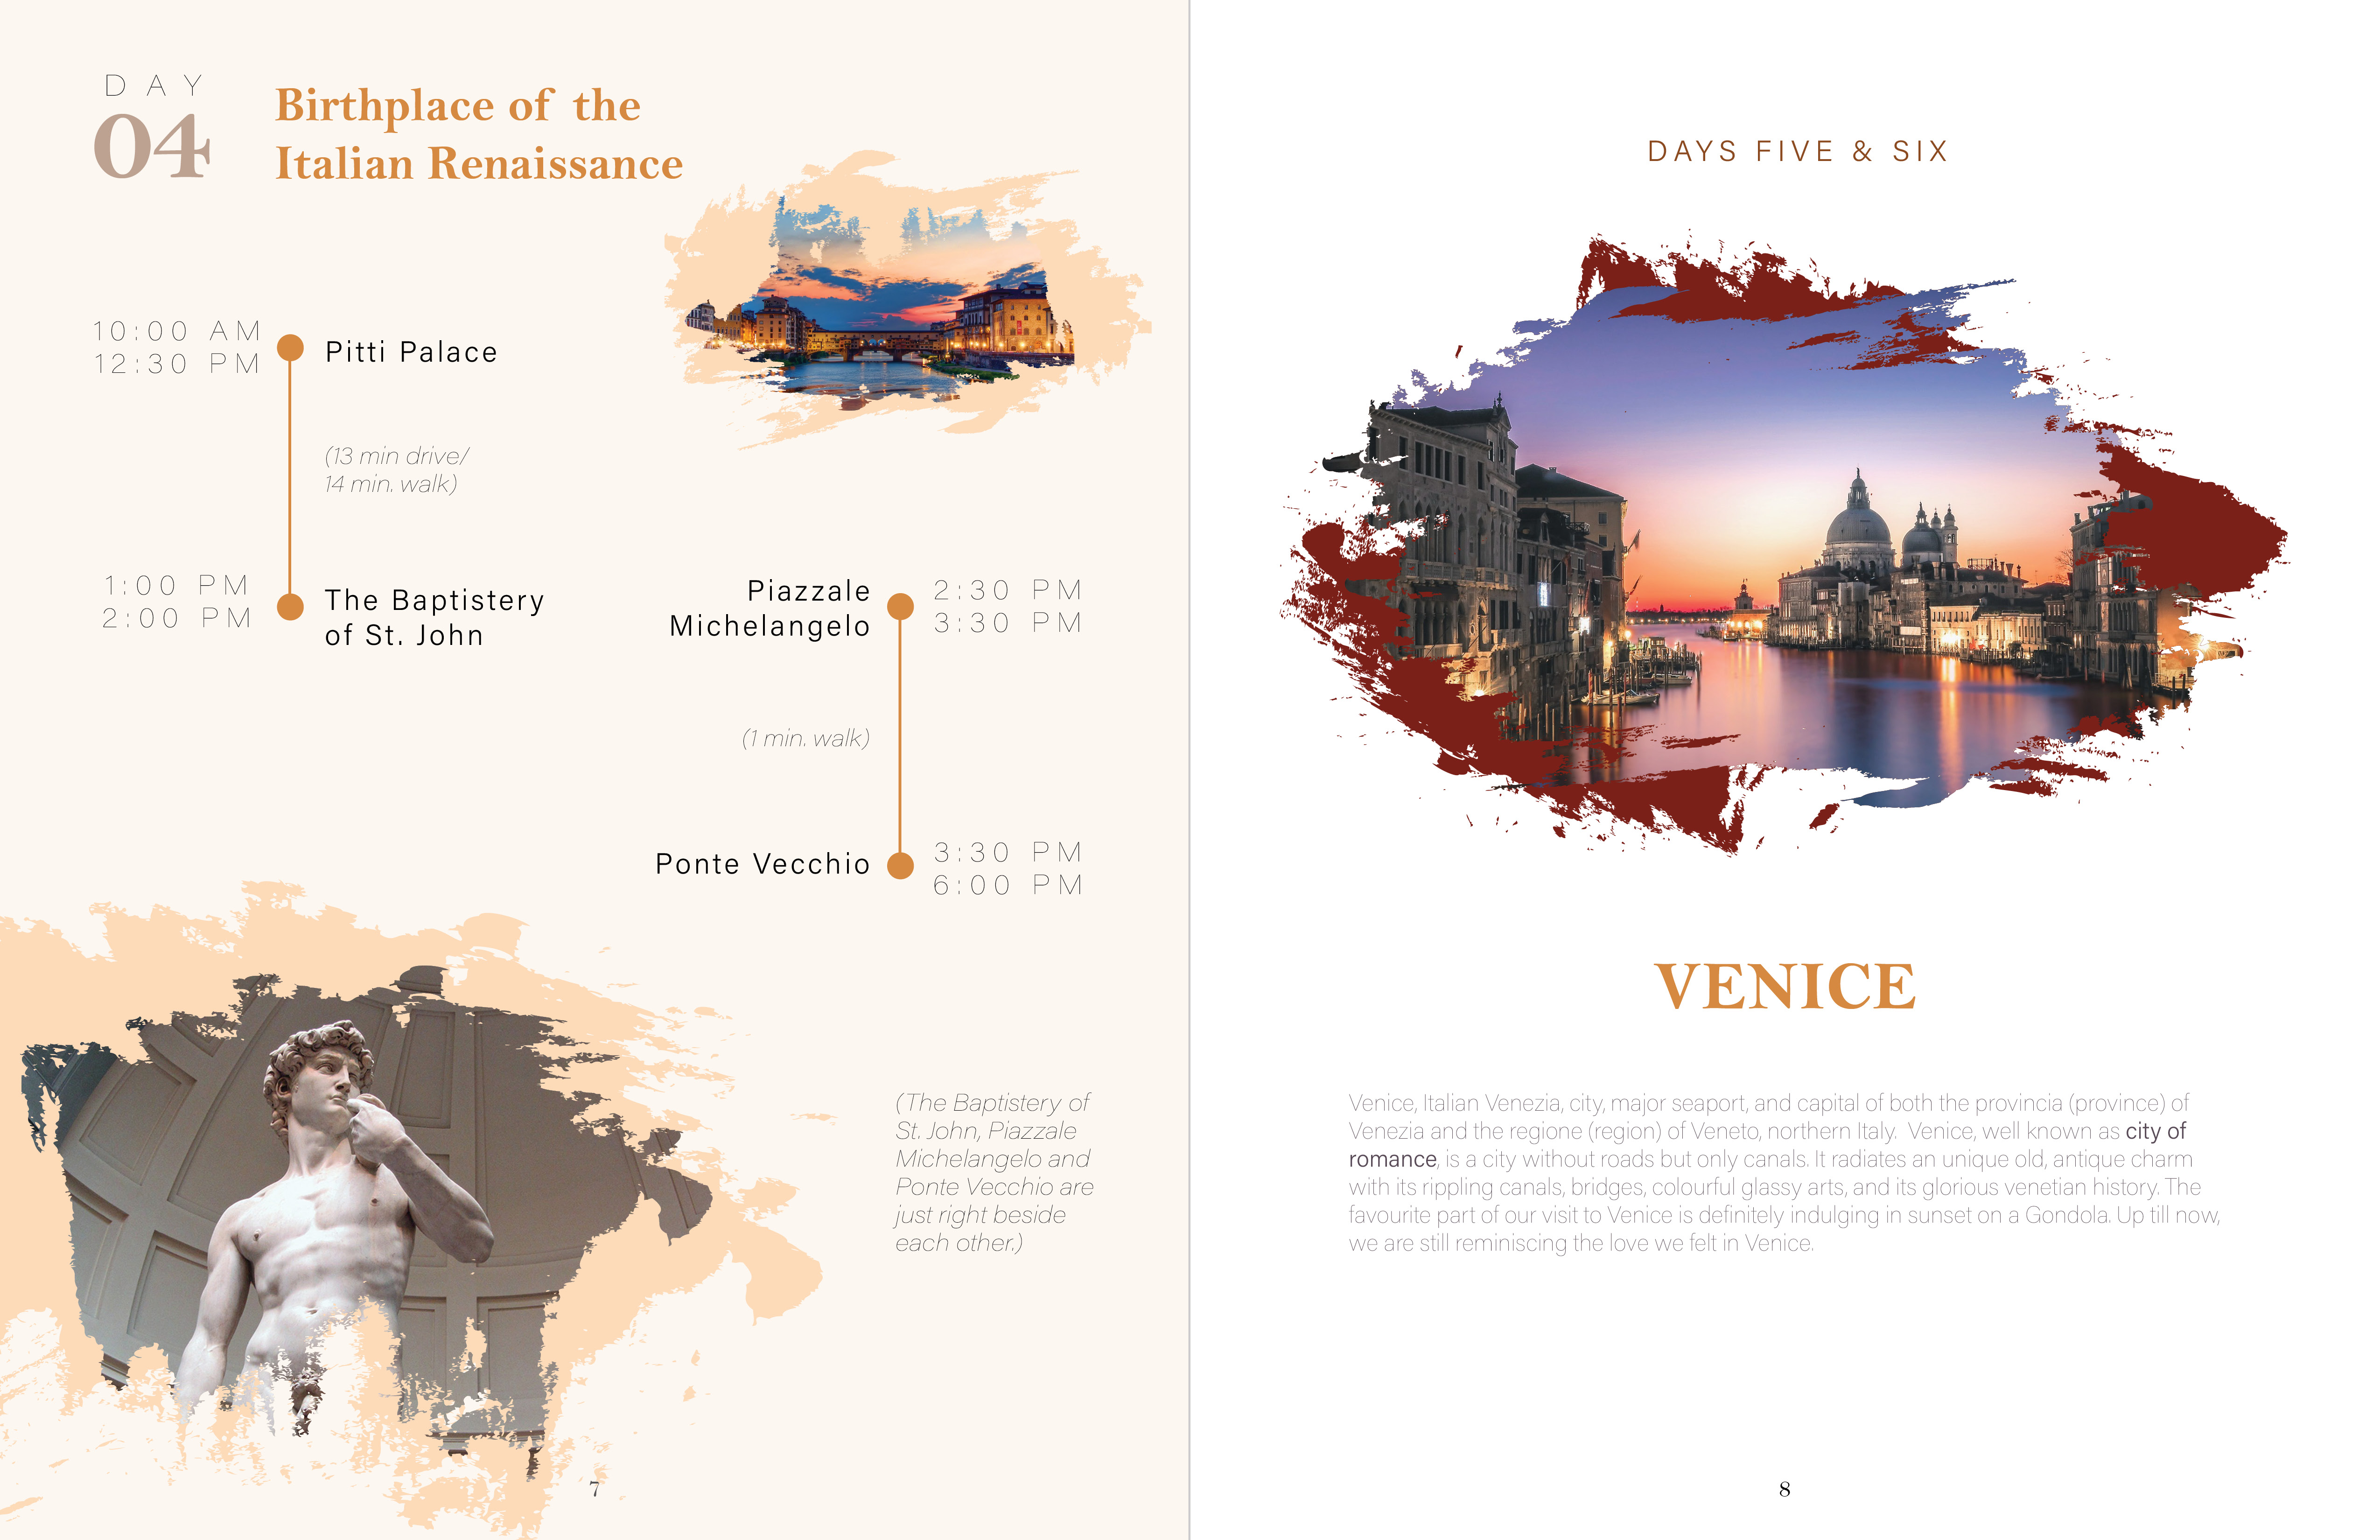 DAY
04
Birthplace of the
Italian Renaissance
10:00 AM
12:30 PM
Pitti Palace
(13 min drive/
14 min. walk)
1:00 PM
2:00 PM
The Baptistery
of St. John
Piazzale
Michelangelo
2:30 PM
3:30 PM
(1 min. walk)
Ponte Vecchio
3:30 PM
6:00 PM
(The Baptistery of
St. John, Piazzale
Michelangelo and
Ponte Vecchio are
just right beside
each other.)
7
DAYS FIVE & SIX
VENICE
Venice, Italian Venezia, city, major seaport, and capital of both the provincia (province) of
Venezia and the regione (region) of Veneto, northern Italy.  Venice, well known as city of
romance, is a city without roads but only canals. It radiates an unique old, antique charm
with its rippling canals, bridges, colourful glassy arts, and its glorious venetian history. The
favourite part of our visit to Venice is definitely indulging in sunset on a Gondola. Up till now,
we are still reminiscing the love we felt in Venice.
8